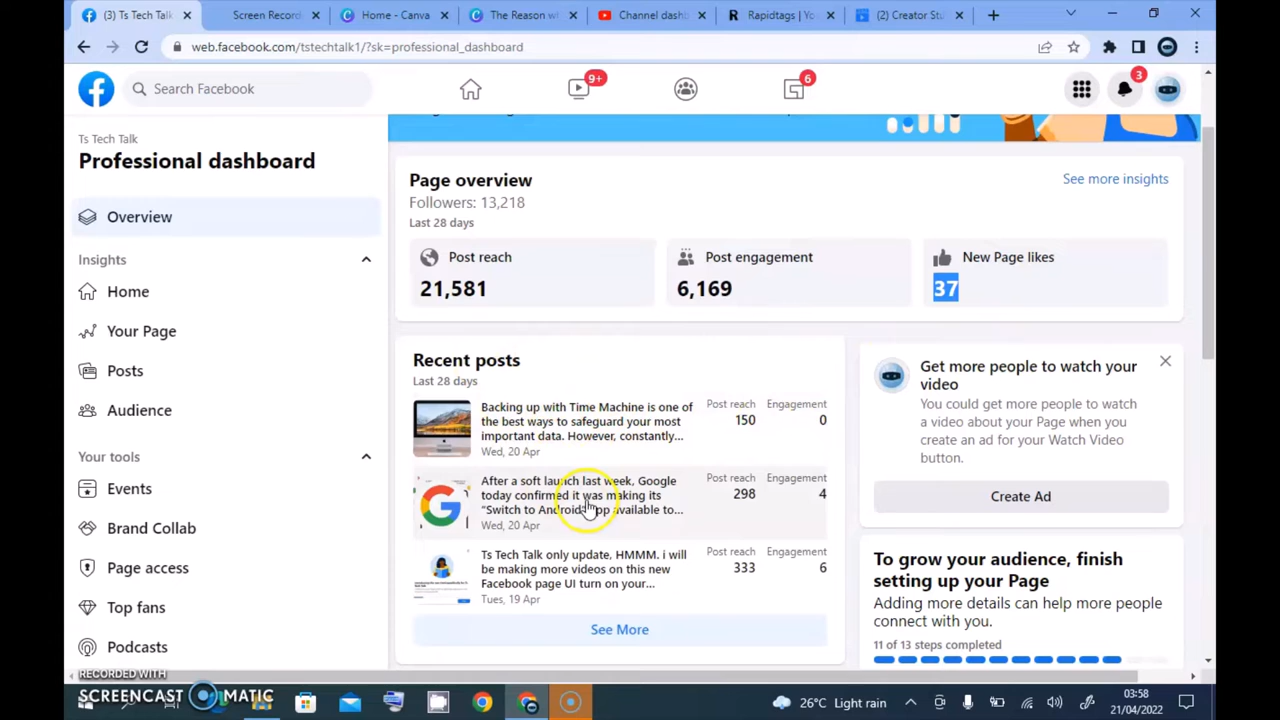 (3) Ts Tech Talk
Screen Record
Home - Canva
The Reason w
Channel dashb
Rapidtags | Yo
(2) Creator Stu
web.facebook.com/tstechtalk1/?sk=professional_dashboard
Search Facebook
9+
6
3
Ts Tech Talk
Professional dashboard
Overview
Insights
Home
Your Page
Posts
Audience
Your tools
Events
Brand Collab
Page access
Top fans
Podcasts
Page overview
Followers: 13,218
Last 28 days
See more insights
Post reach
21,581
Post engagement
6,169
New Page likes
37
Recent posts
Last 28 days
Backing up with Time Machine is one of
the best ways to safeguard your most
important data. However, constantly...
Wed, 20 Apr
Post reach
150
Engagement
0
After a soft launch last week, Google
today confirmed it was making its
"Switch to Android" app available to...
Wed, 20 Apr
Post reach
298
Engagement
4
Ts Tech Talk only update, HMMM. i will
be making more videos on this new
Facebook page UI turn on your...
Tues, 19 Apr
Post reach
333
Engagement
6
See More
Get more people to watch your
video
You could get more people to watch
a video about your Page when you
create an ad for your Watch Video
button.
Create Ad
To grow your audience, finish
setting up your Page
Adding more details can help more people
connect with you.
11 of 13 steps completed
RECORDED WITH
SCREENCAST MATIC
26°C Light rain
03:58
21/04/2022